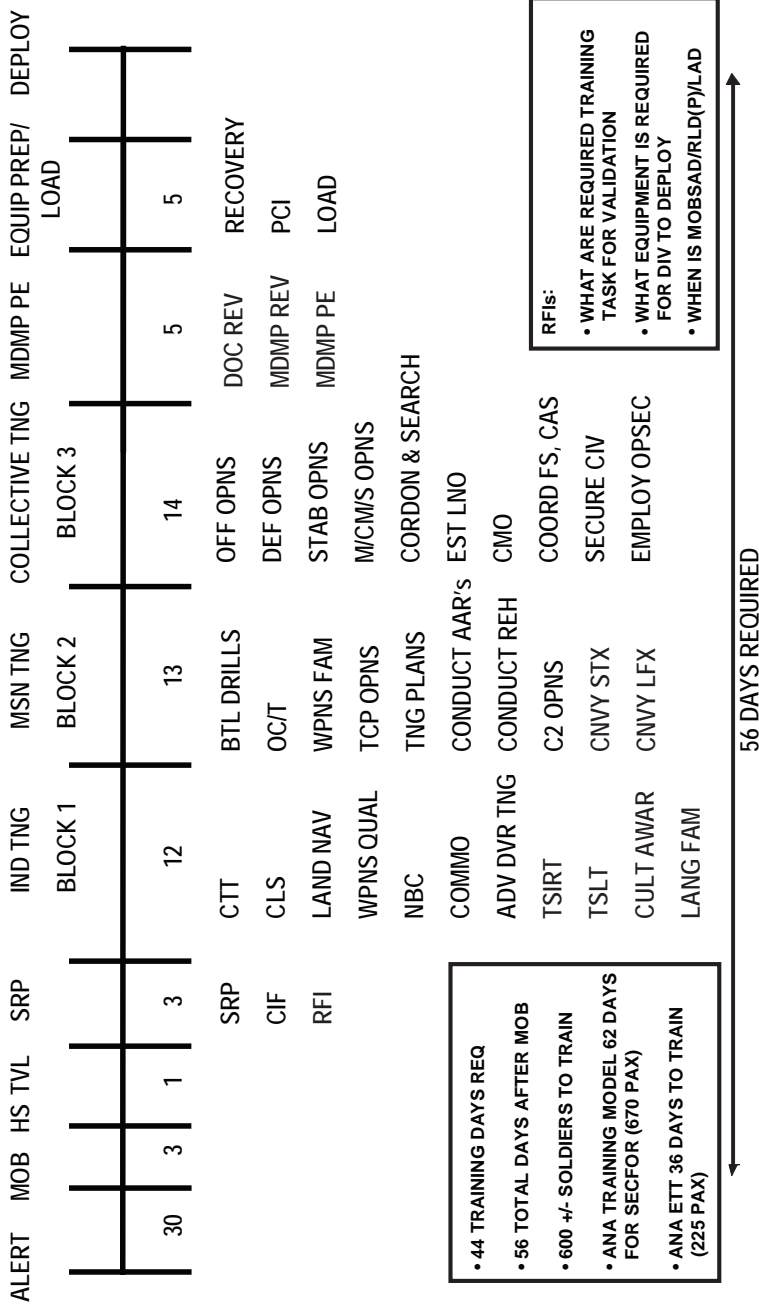 ALERT
MOB
HS TVL
SRP
IND TNG
BLOCK 1
MSN TNG
BLOCK 2
COLLECTIVE TNG
BLOCK 3
MDMP PE
EQUIP PREP/
LOAD
DEPLOY
30
3
1
3
12
13
14
5
5
SRP
CIF
RFI
CTT
CLS
LAND NAV
WPNS QUAL
NBC
COMMO
ADV DVR TNG
TSIRT
TSLT
CULT AWAR
LANG FAM
BTL DRILLS
OC/T
WPNS FAM
TCP OPNS
TNG PLANS
CONDUCT AAR's
CONDUCT REH
C2 OPNS
CNVY STX
CNVY LFX
OFF OPNS
DEF OPNS
STAB OPNS
M/CM/S OPNS
CORDON & SEARCH
EST LNO
CMO
COORD FS, CAS
SECURE CIV
EMPLOY OPSEC
DOC REV
MDMP REV
MDMP PE
RECOVERY
PCI
LOAD
• 44 TRAINING DAYS REQ
• 56 TOTAL DAYS AFTER MOB
• 600 +/- SOLDIERS TO TRAIN
• ANA TRAINING MODEL 62 DAYS
FOR SECFOR (670 PAX)
• ANA ETT 36 DAYS TO TRAIN
(225 PAX)
RFIs:
• WHAT ARE REQUIRED TRAINING
TASK FOR VALIDATION
• WHAT EQUIPMENT IS REQUIRED
FOR DIV TO DEPLOY
• WHEN IS MOBSAD/RLD(P)/LAD
56 DAYS REQUIRED